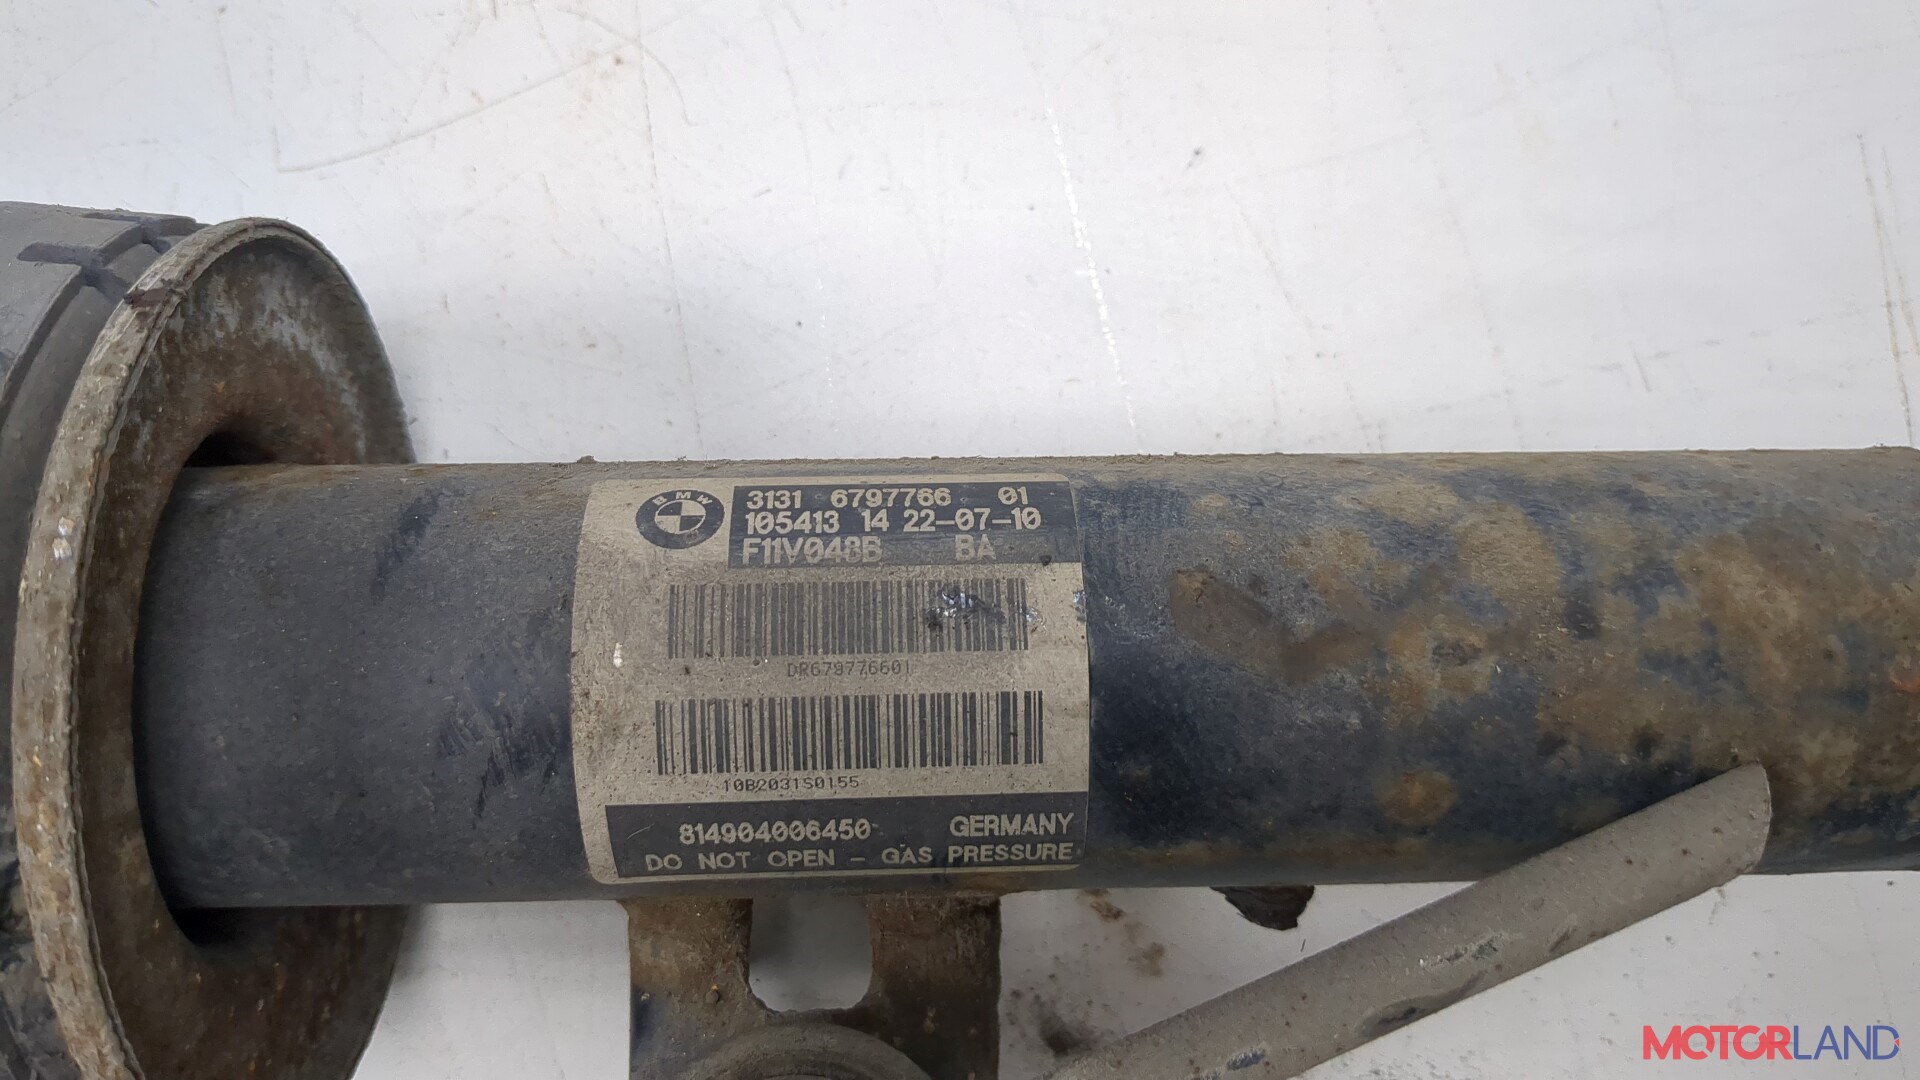 BMW
3131 6797766 01
105413 14 22-07-10
F11V048B BA
DR679776601
10B2031S0155
814904006450 GERMANY
DO NOT OPEN - GAS PRESSURE
MOTORLAND